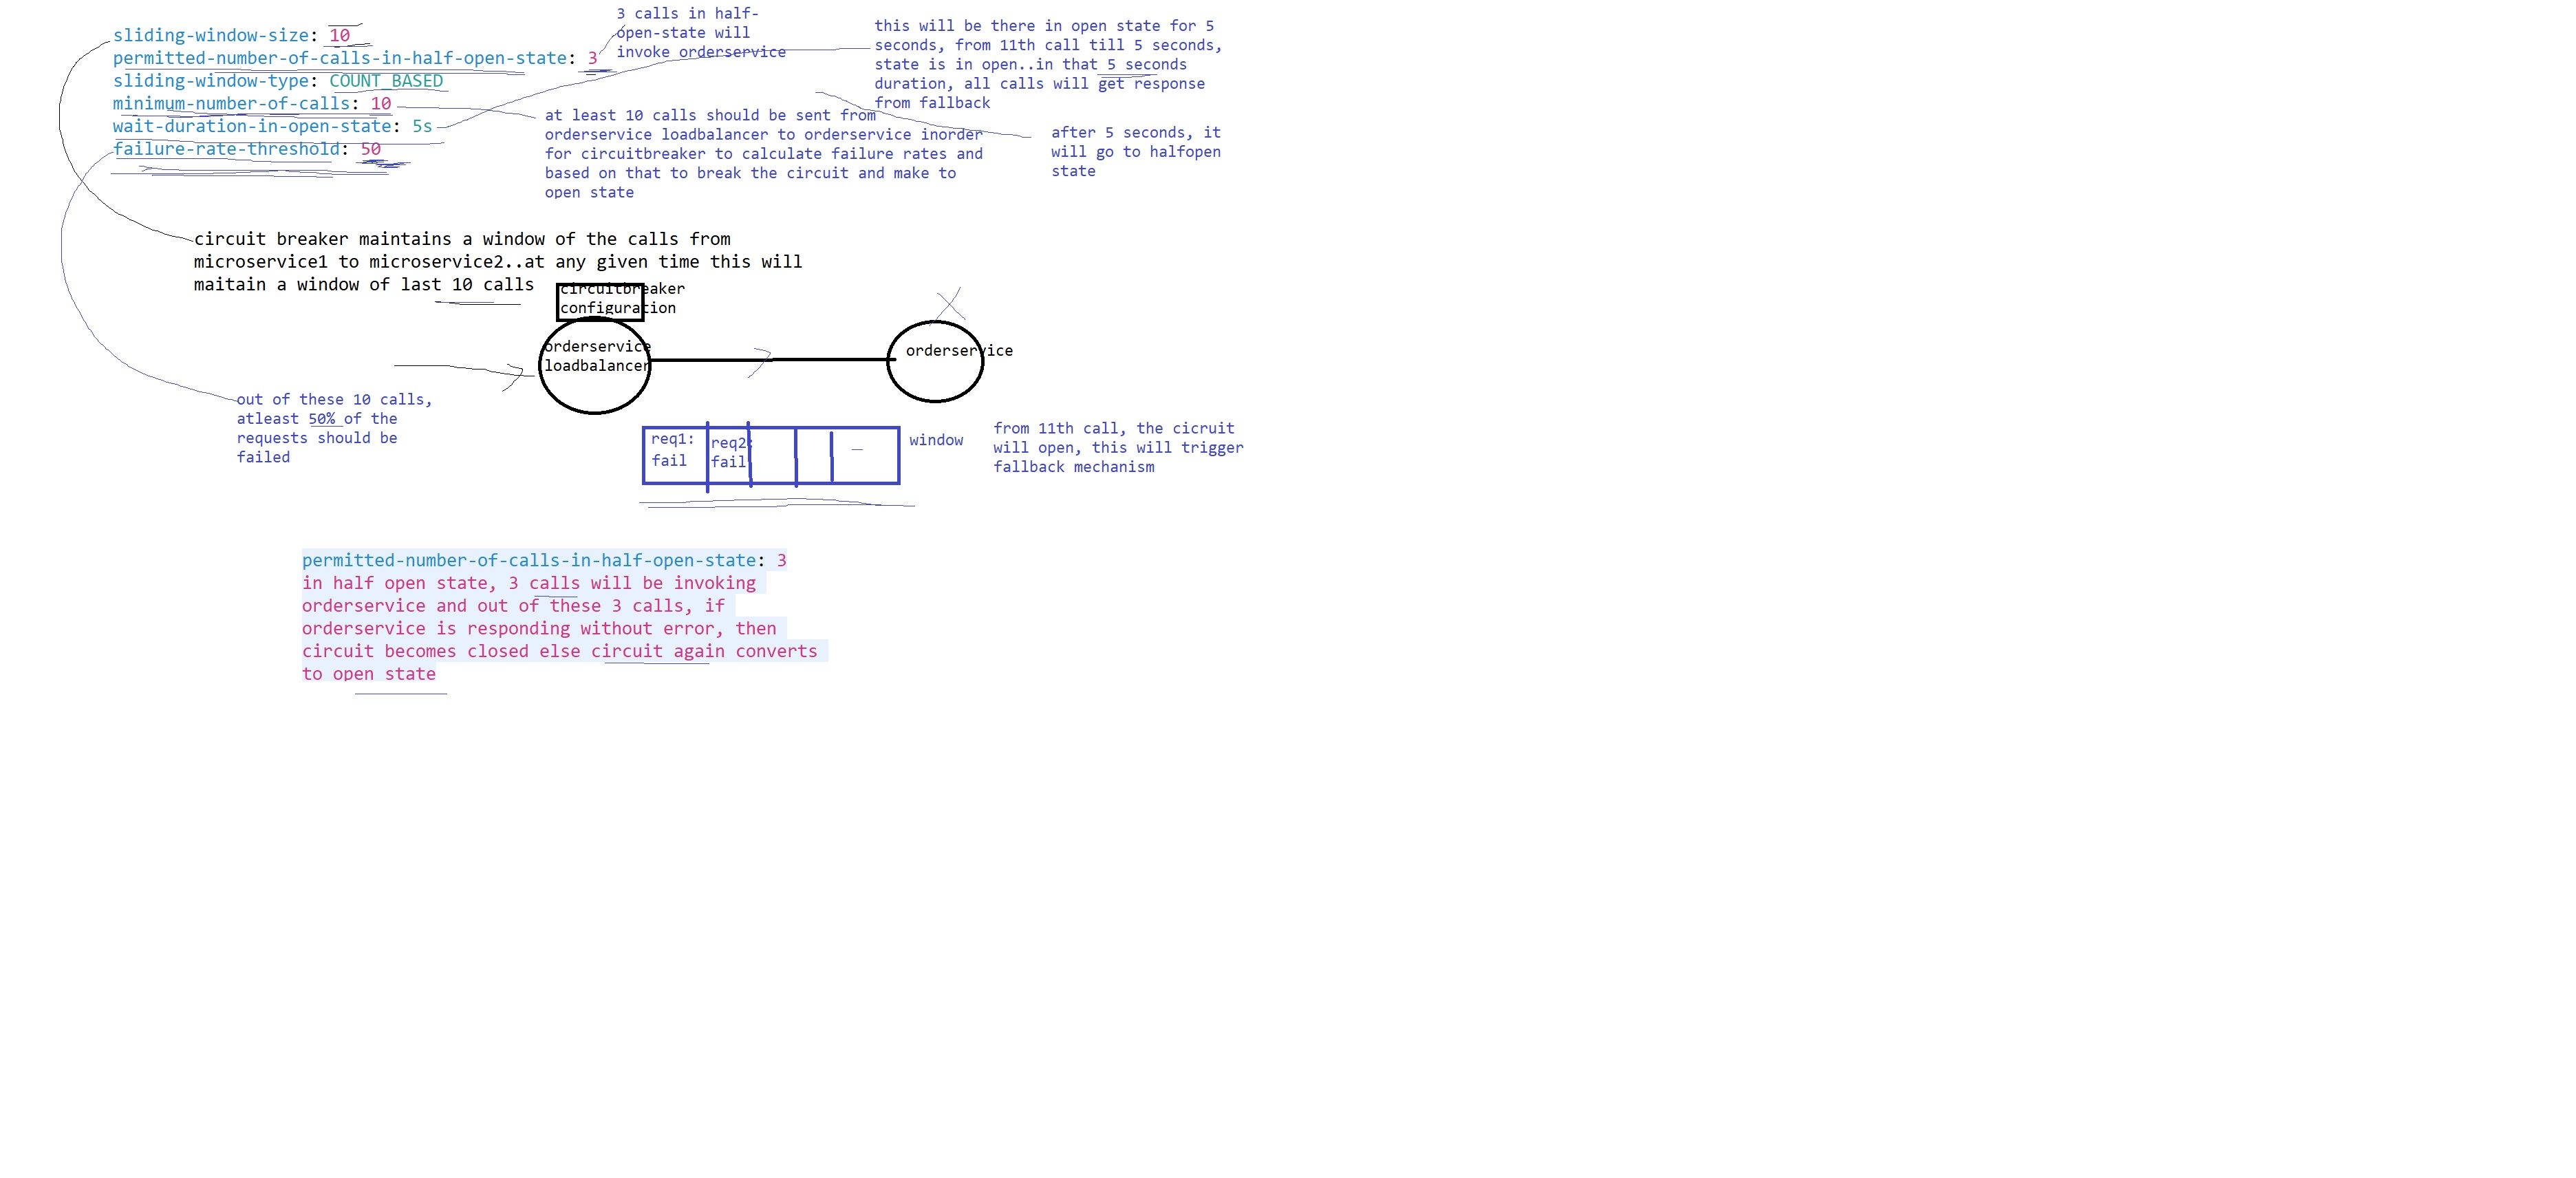 sliding-window-size: 10
permitted-number-of-calls-in-half-open-state: 3
sliding-window-type: COUNT_BASED
minimum-number-of-calls: 10
wait-duration-in-open-state: 5s
failure-rate-threshold: 50
3 calls in half-
open-state will
invoke orderservice
this will be there in open state for 5
seconds, from 11th call till 5 seconds,
state is in open..in that 5 seconds
duration, all calls will get response
from fallback
at least 10 calls should be sent from
orderservice loadbalancer to orderservice inorder
for circuitbreaker to calculate failure rates and
based on that to break the circuit and make to
open state
after 5 seconds, it
will go to halfopen
state
circuit breaker maintains a window of the calls from
microservice1 to microservice2..at any given time this will
maitain a window of last 10 calls
circuitbreaker
configuration
orderservice
loadbalancer
orderservice
out of these 10 calls,
atleast 50% of the
requests should be
failed
req1:
fail
req2:
fail
window
from 11th call, the cicruit
will open, this will trigger
fallback mechanism
permitted-number-of-calls-in-half-open-state: 3
in half open state, 3 calls will be invoking
orderservice and out of these 3 calls, if
orderservice is responding without error, then
circuit becomes closed else circuit again converts
to open state